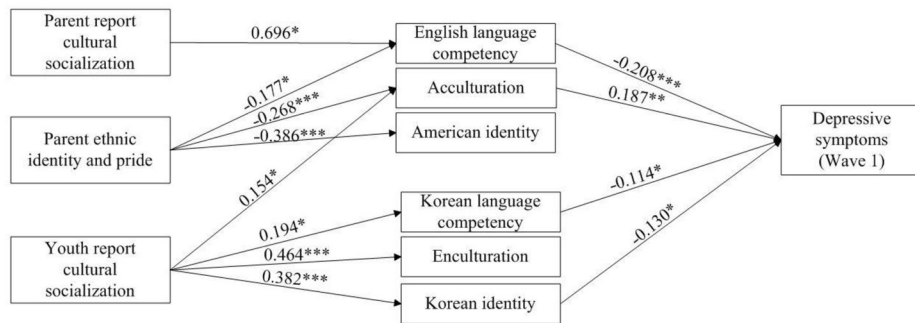 Parent report
cultural
socialization
Parent ethnic
identity and pride
Youth report
cultural
socialization
0.696*
-0.177*
-0.268***
-0.386***
0.154*
0.194*
0.464***
0.382***
English language
competency
Acculturation
American identity
Korean language
competency
Enculturation
Korean identity
-0.208***
0.187**
-0.114*
-0.130*
Depressive
symptoms
(Wave 1)